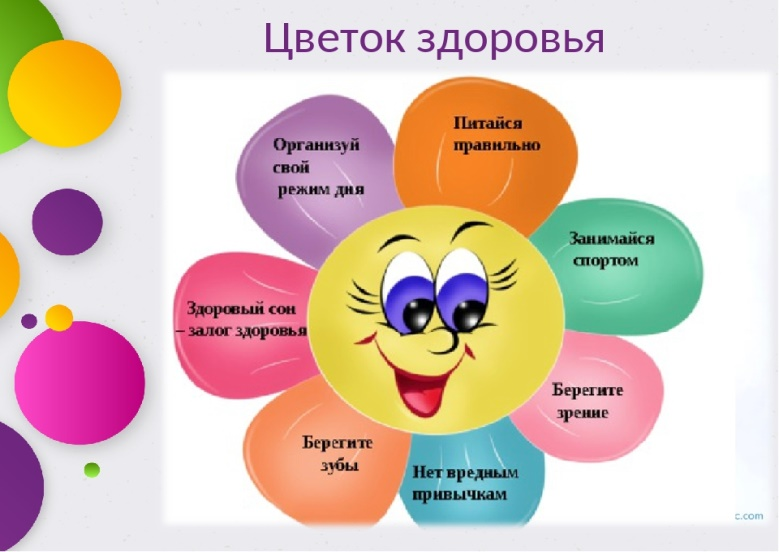 Цветок здоровья
Питайся
правильно
Организуй
свой
режим дня
Занимайся
спортом
Здоровый сон
– залог здоровья
Берегите
зрение
Берегите
зубы
Нет вредным
привычкам
c.com